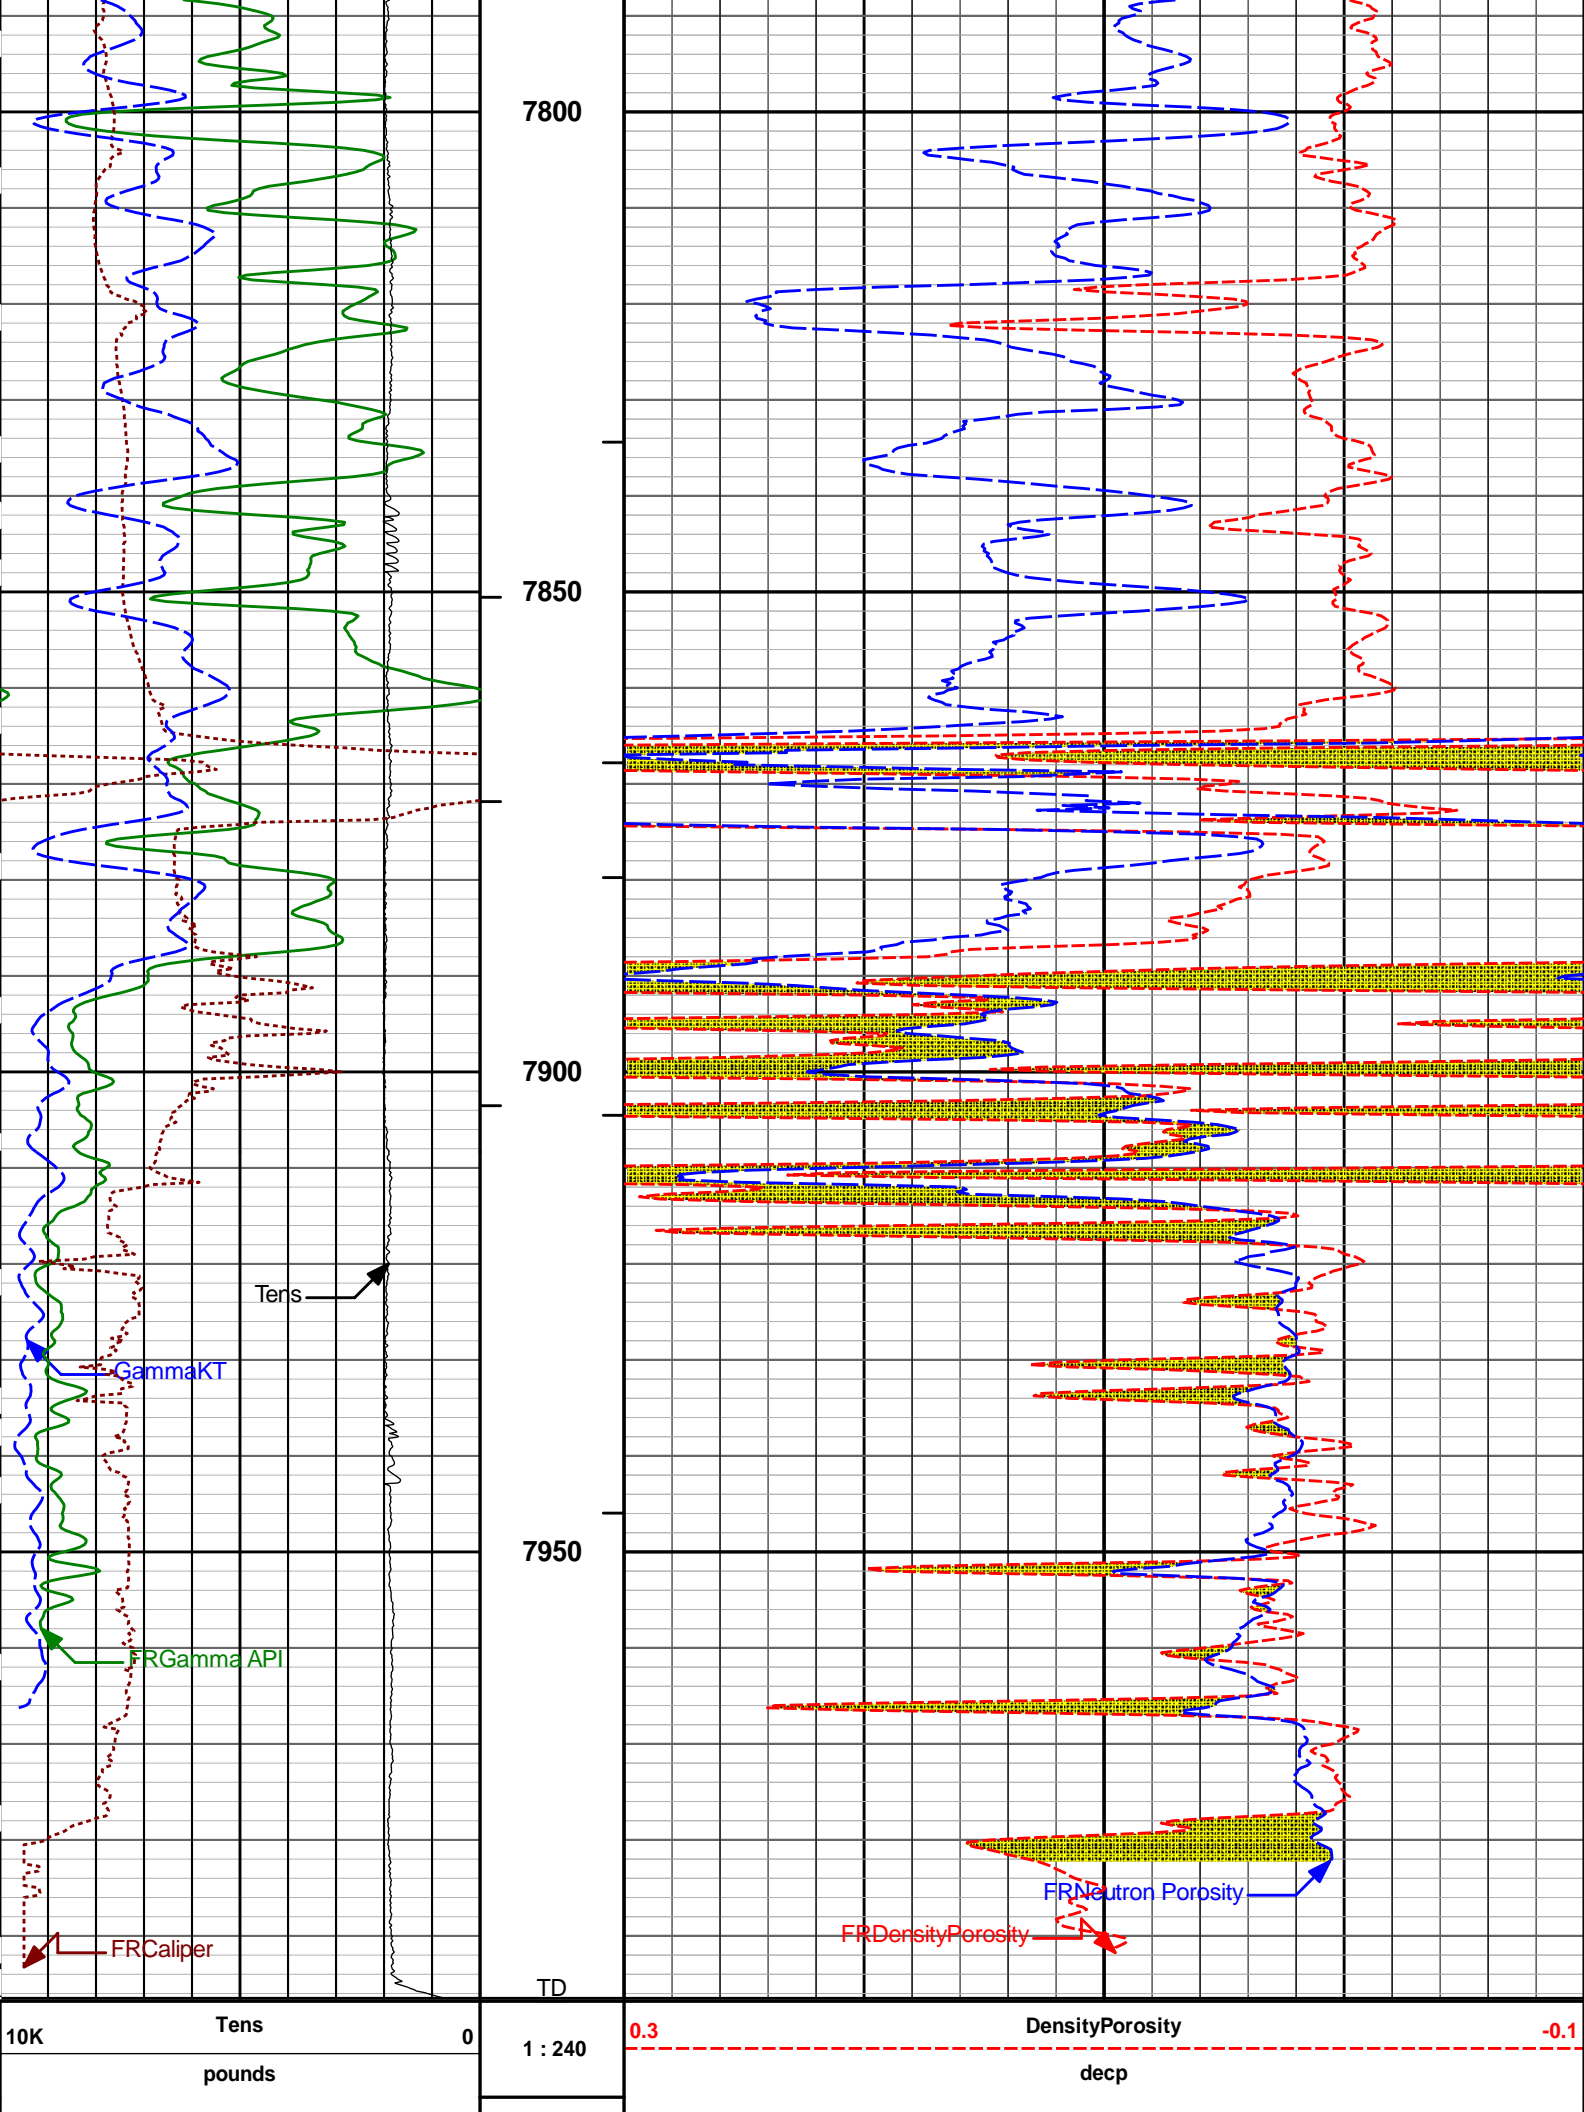 7800
7850
7900
Tens
GammaKT
7950
FRGamma API
FRNeutron Porosity
FRDensityPorosity
FRCaliper
TD
10K Tens 0
pounds
1 : 240
0.3 DensityPorosity -0.1
decp